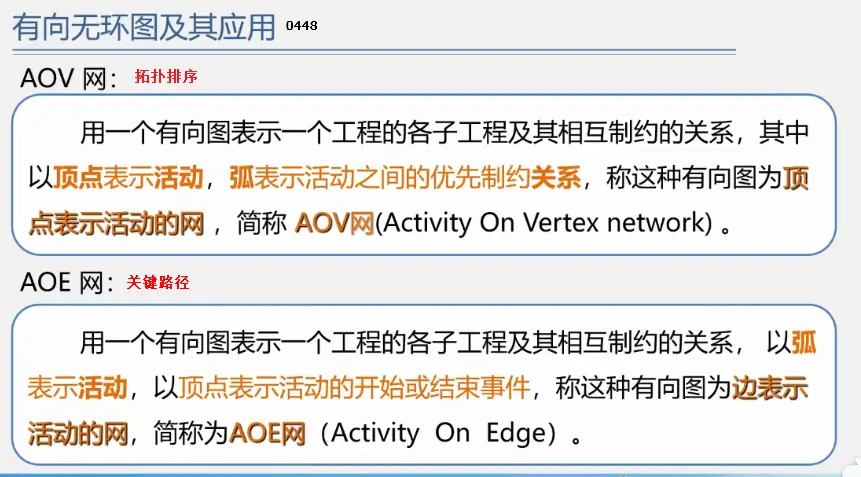 有向无环图及其应用 0448
AOV 网：拓扑排序
用一个有向图表示一个工程的各子工程及其相互制约的关系，其中
以顶点表示活动，弧表示活动之间的优先制约关系，称这种有向图为顶
点表示活动的网 ，简称 AOV网(Activity On Vertex network) 。
AOE 网：关键路径
用一个有向图表示一个工程的各子工程及其相互制约的关系， 以弧
表示活动，以顶点表示活动的开始或结束事件，称这种有向图为边表示
活动的网，简称为AOE网（Activity On Edge）。